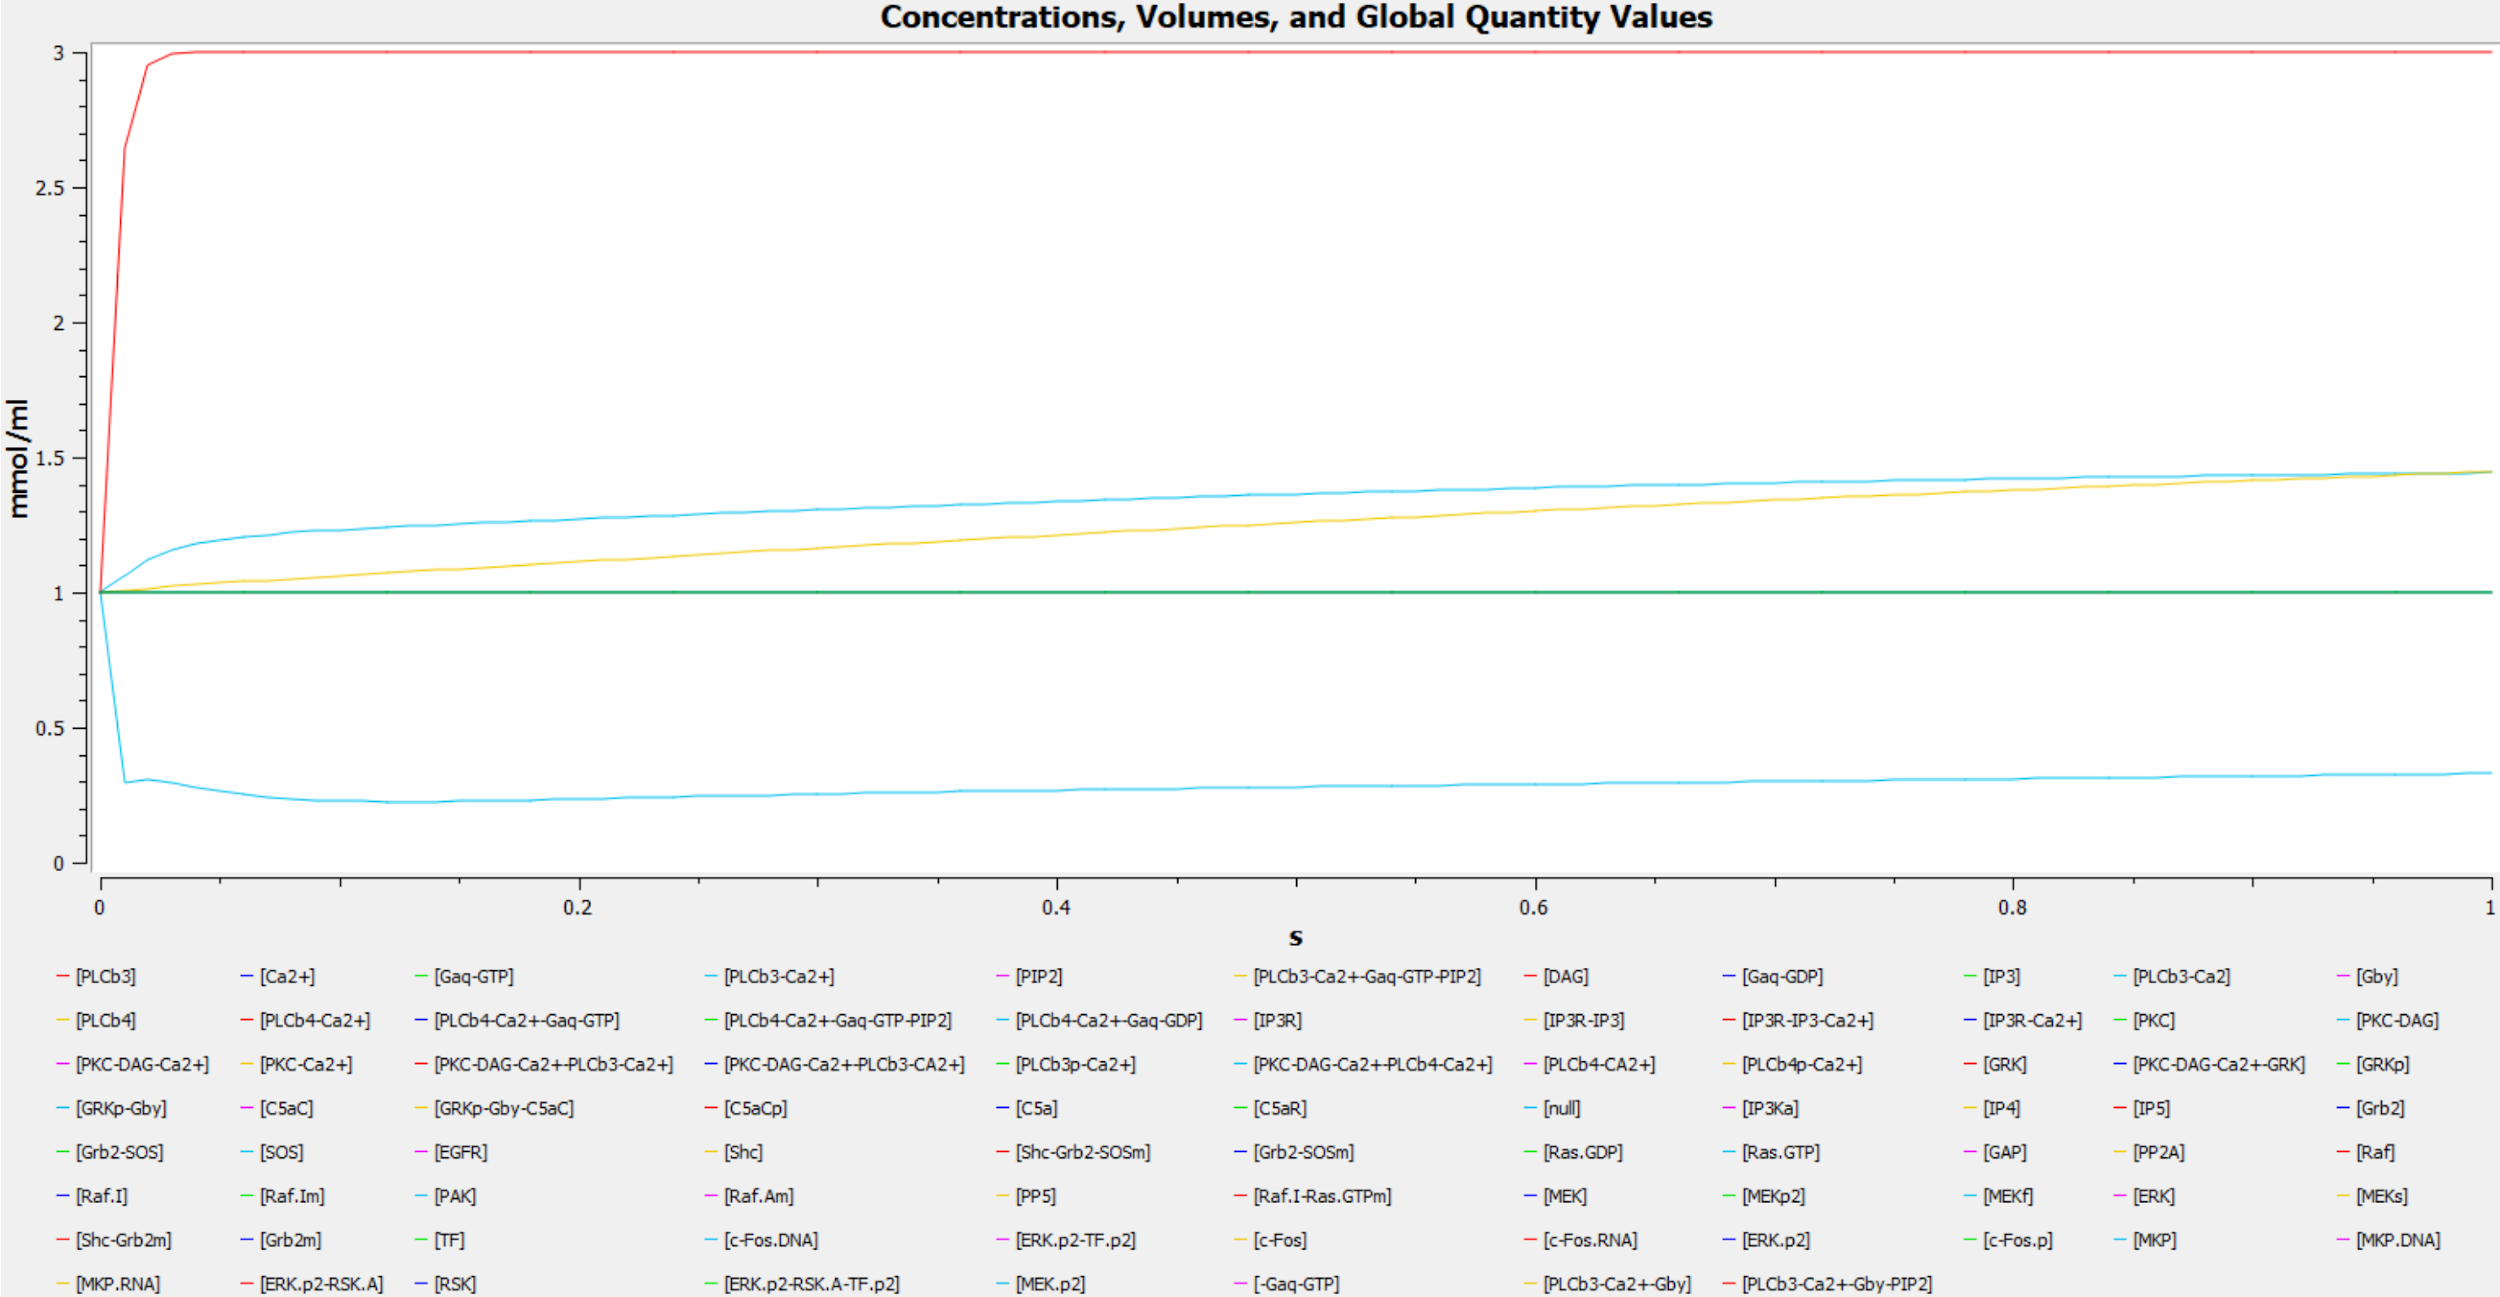 Concentrations, Volumes, and Global Quantity Values
3
2.5
2
1.5
1
0.5
0
mmol/ml
0 0.2 0.4 0.6 0.8 1
s
[PLCb3] [Ca2+] [Gaq-GTP] [PLCb3-Ca2+] [PIP2] [PLCb3-Ca2+-Gaq-GTP-PIP2] [DAG] [Gaq-GDP] [IP3] [PLCb3-Ca2] [Gby]
[PLCb4] [PLCb4-Ca2+] [PLCb4-Ca2+-Gaq-GTP] [PLCb4-Ca2+-Gaq-GTP-PIP2] [PLCb4-Ca2+-Gaq-GDP] [IP3R] [IP3R-IP3] [IP3R-IP3-Ca2+] [IP3R-Ca2+] [PKC] [PKC-DAG]
[PKC-DAG-Ca2+] [PKC-Ca2+] [PKC-DAG-Ca2+-PLCb3-Ca2+] [PKC-DAG-Ca2+-PLCb3-CA2+] [PLCb3p-Ca2+] [PKC-DAG-Ca2+-PLCb4-Ca2+] [PLCb4-CA2+] [PLCb4p-Ca2+] [GRK] [PKC-DAG-Ca2+-GRK] [GRKp]
[GRKp-Gby] [C5aC] [GRKp-Gby-C5aC] [C5aCp] [C5a] [C5aR] [null] [IP3Ka] [IP4] [IP5] [Grb2]
[Grb2-SOS] [SOS] [EGFR] [Shc] [Shc-Grb2-SOSm] [Grb2-SOSm] [Ras.GDP] [Ras.GTP] [GAP] [PP2A] [Raf]
[Raf.I] [Raf.Im] [PAK] [Raf.Am] [PP5] [Raf.I-Ras.GTPm] [MEK] [MEKp2] [MEKf] [ERK] [MEKs]
[Shc-Grb2m] [Grb2m] [TF] [c-Fos.DNA] [ERK.p2-TF.p2] [c-Fos] [c-Fos.RNA] [ERK.p2] [c-Fos.p] [MKP] [MKP.DNA]
[MKP.RNA] [ERK.p2-RSK.A] [RSK] [ERK.p2-RSK.A-TF.p2] [MEK.p2] [-Gaq-GTP] [PLCb3-Ca2+-Gby] [PLCb3-Ca2+-Gby-PIP2]